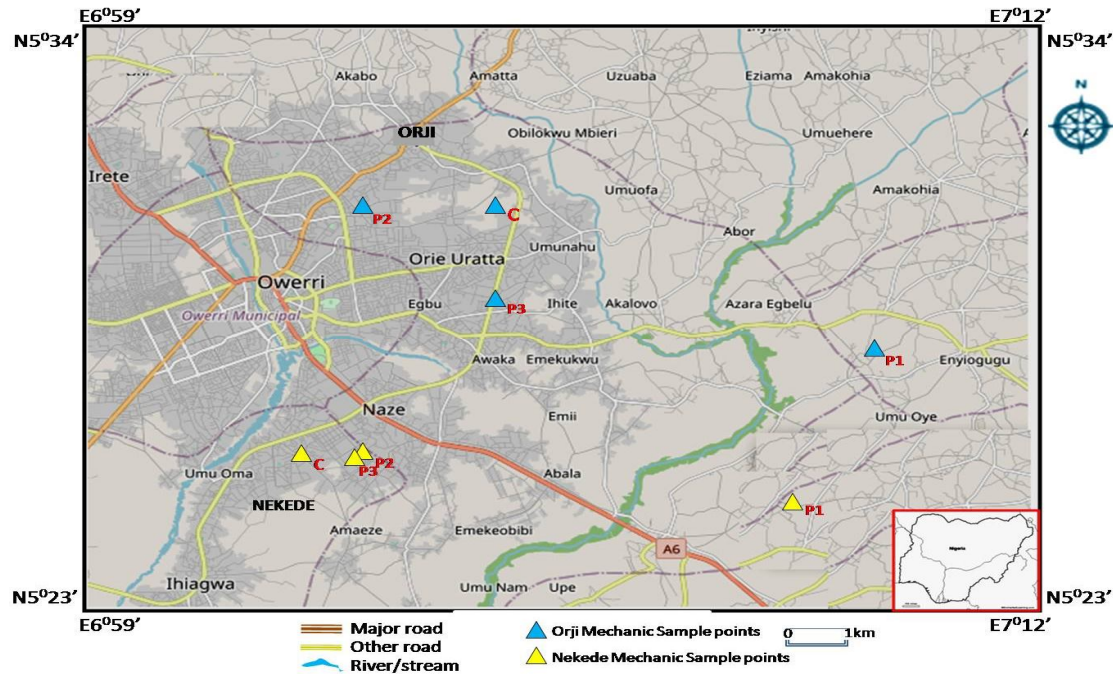 E6⁰59’
E7⁰12’
N5⁰34’
N5⁰34’
Akabo
Amatta
Uzuaba
Eziama
Amakohia
N
ORJI
Obilokwu Mbieri
Umuehere
Irete
Umuofa
Amakohia
P2
C
Abor
Umunahu
Orie Uratta
Owerri
Egbu
Ihite
Akalovo
Azara Egbelu
Owerri Municipal
P3
Awaka
Emekukwu
P1
Enyiogugu
Naze
Emii
Umu Oye
C
P2
P3
Umu Oma
Abala
NEKEDE
P1
Amaeze
Emekeobibi
A6
Nigeria
Ihiagwa
Umu Nam
Upe
N5⁰23’
N5⁰23’
E6⁰59’
E7⁰12’
Major road
Other road
River/stream
Orji Mechanic Sample points
Nekede Mechanic Sample points
0 1km